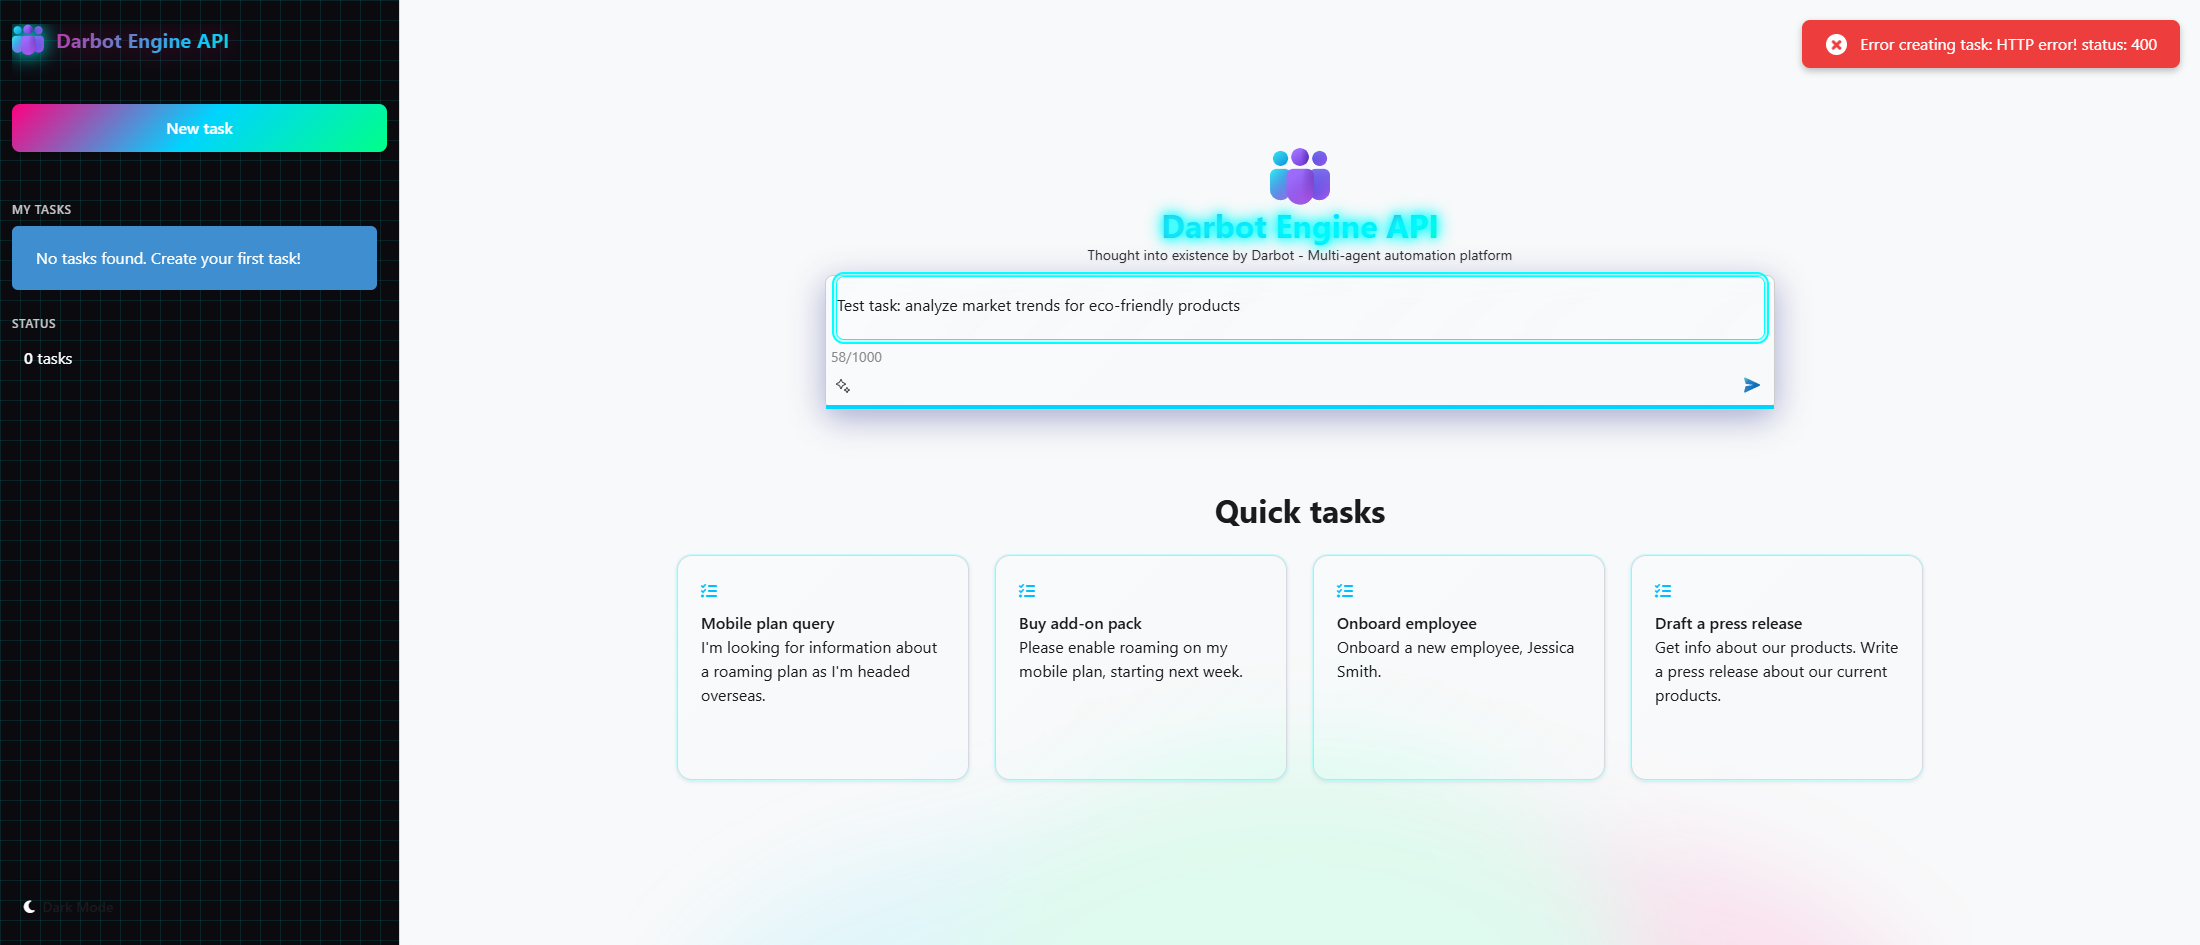 Darbot Engine API
New task
MY TASKS
No tasks found. Create your first task!
STATUS
0 tasks
Dark Mode
Error creating task: HTTP error! status: 400
Darbot Engine API
Thought into existence by Darbot - Multi-agent automation platform
Test task: analyze market trends for eco-friendly products
58/1000
Quick tasks
Mobile plan query
I'm looking for information about
a roaming plan as I'm headed
overseas.
Buy add-on pack
Please enable roaming on my
mobile plan, starting next week.
Onboard employee
Onboard a new employee, Jessica
Smith.
Draft a press release
Get info about our products. Write
a press release about our current
products.